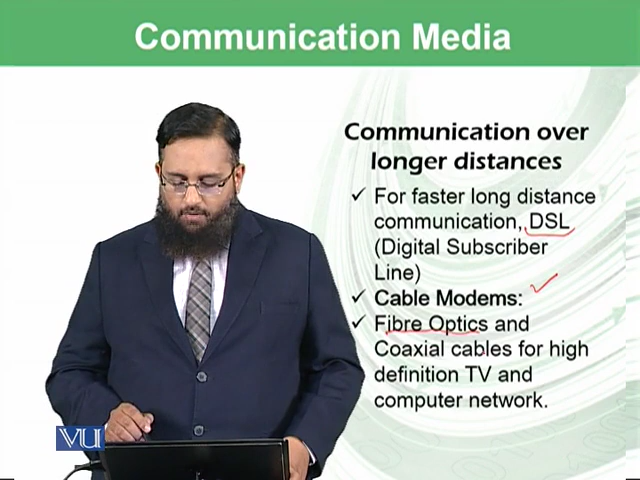 Communication Media
Communication over
longer distances
✓ For faster long distance
communication, DSL
(Digital Subscriber
Line)
✓ Cable Modems:
✓ Fibre Optics and
Coaxial cables for high
definition TV and
computer network.
VU